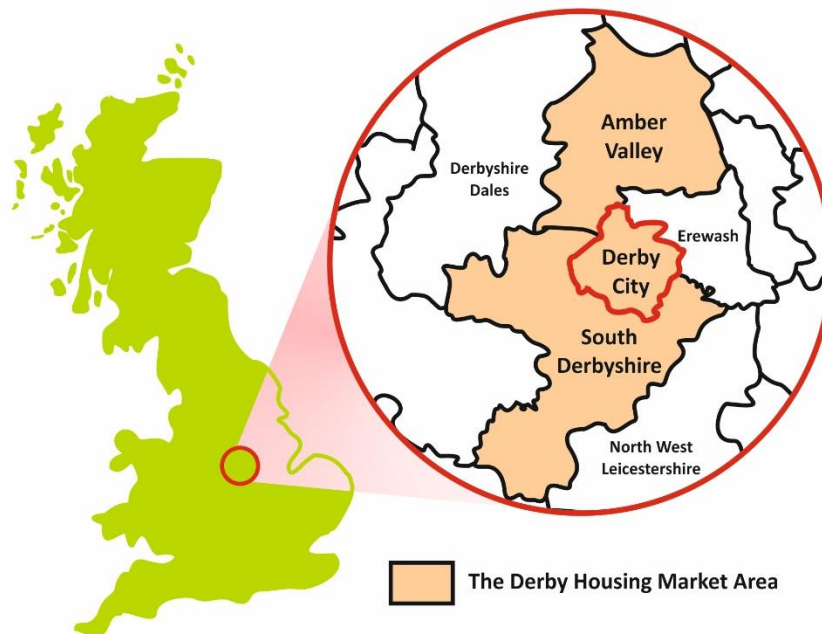 Amber
Valley
Derbyshire
Dales
Erewash
Derby
City
South
Derbyshire
North West
Leicestershire
The Derby Housing Market Area